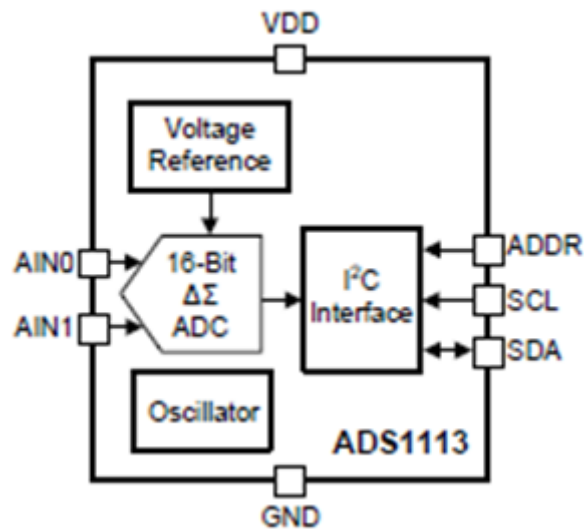 VDD
Voltage
Reference
AIN0
16-Bit
ΔΣ
ADC
AIN1
I²C
Interface
ADDR
SCL
SDA
Oscillator
ADS1113
GND